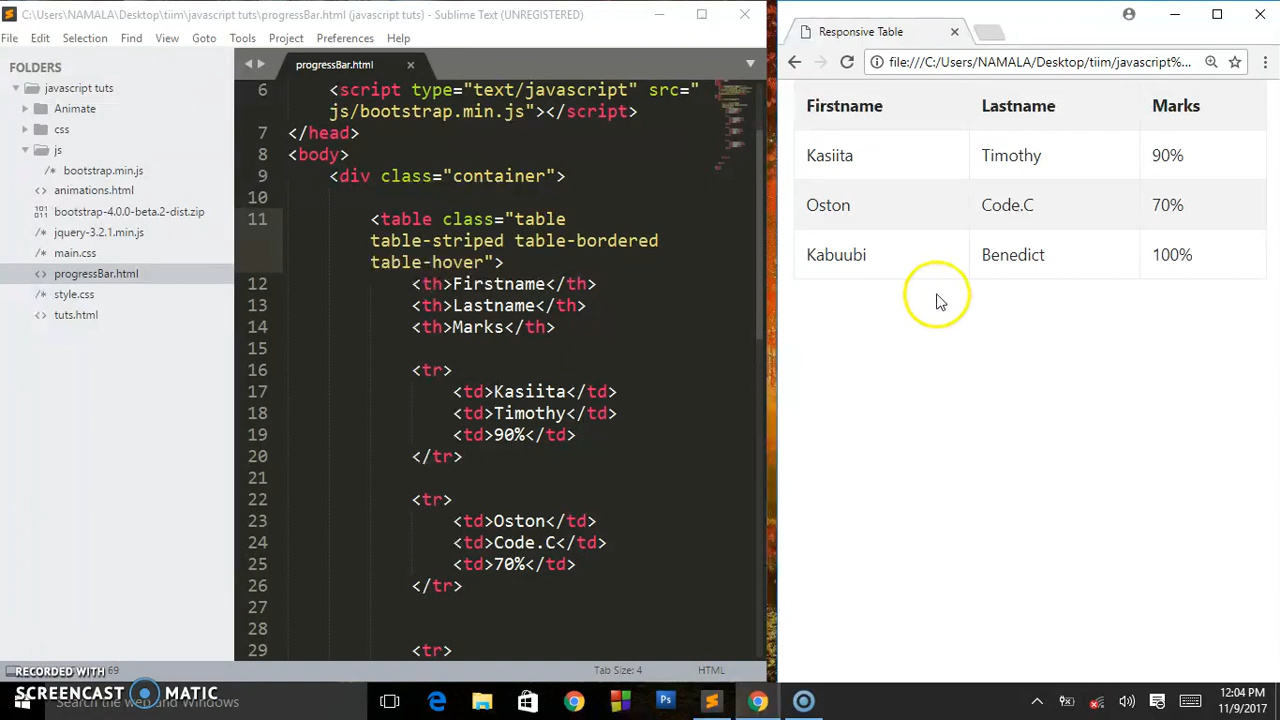 C:\Users\NAMALA\Desktop\tiim\javascript tuts\progressBar.html (javascript tuts) - Sublime Text (UNREGISTERED)
File Edit Selection Find View Goto Tools Project Preferences Help
FOLDERS
javascript tuts
Animate
css
js
bootstrap.min.js
animations.html
bootstrap-4.0.0-beta.2-dist.zip
jquery-3.2.1.min.js
main.css
progressBar.html
style.css
tuts.html
progressBar.html
6 <script type="text/javascript" src="
js/bootstrap.min.js"></script>
7 </head>
8 <body>
9 <div class="container">
10
11 <table class="table
table-striped table-bordered
table-hover">
12 <th>Firstname</th>
13 <th>Lastname</th>
14 <th>Marks</th>
15
16 <tr>
17 <td>Kasiita</td>
18 <td>Timothy</td>
19 <td>90%</td>
20 </tr>
21
22 <tr>
23 <td>Oston</td>
24 <td>Code.C</td>
25 <td>70%</td>
26 </tr>
27
28
29 <tr>
69 Tab Size: 4 HTML
Responsive Table
file:///C:/Users/NAMALA/Desktop/tiim/javascript%...
Firstname Lastname Marks
Kasiita Timothy 90%
Oston Code.C 70%
Kabuubi Benedict 100%
RECORDED WITH
SCREENCAST MATIC
Search the web and Windows
12:04 PM
11/9/2017